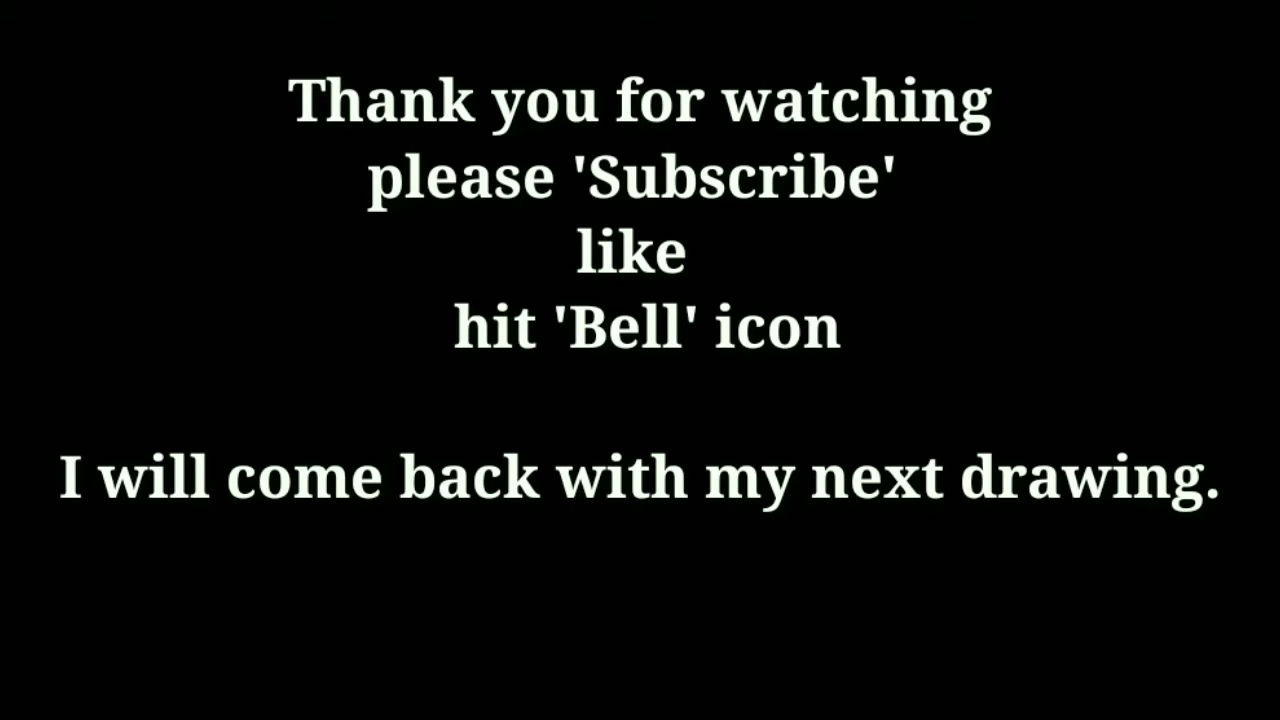 Thank you for watching
please 'Subscribe'
like
hit 'Bell' icon
I will come back with my next drawing.